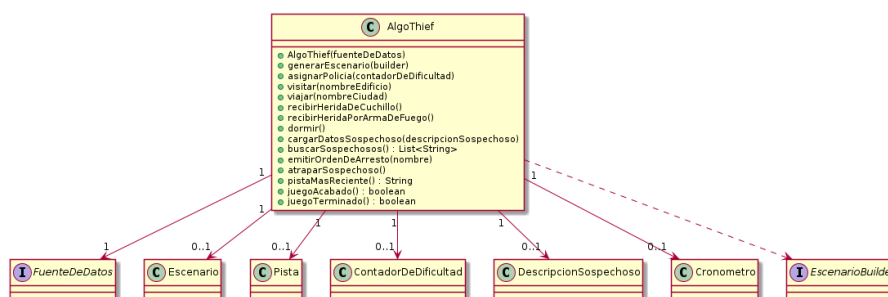 C AlgoThief
AlgoThief(fuenteDeDatos)
generarEscenario(builder)
asignarPolicia(contadorDeDificultad)
visitar(nombreEdificio)
viajar(nombreCiudad)
recibirHeridaDeCuchillo()
recibirHeridaPorArmaDeFuego()
dormir()
cargarDatosSospechoso(descripcionSospechoso)
buscarSospechosos() : List<String>
emitirOrdenDeArresto(nombre)
atraparSospechoso()
pistaMasReciente() : String
juegoAcabado() : boolean
juegoTerminado() : boolean
1 1 1 1 1 1
1 0..1 0..1 0..1 0..1 0..1
I FuenteDeDatos C Escenario C Pista C ContadorDeDificultad C DescripcionSospechoso C Cronometro I EscenarioBuilde